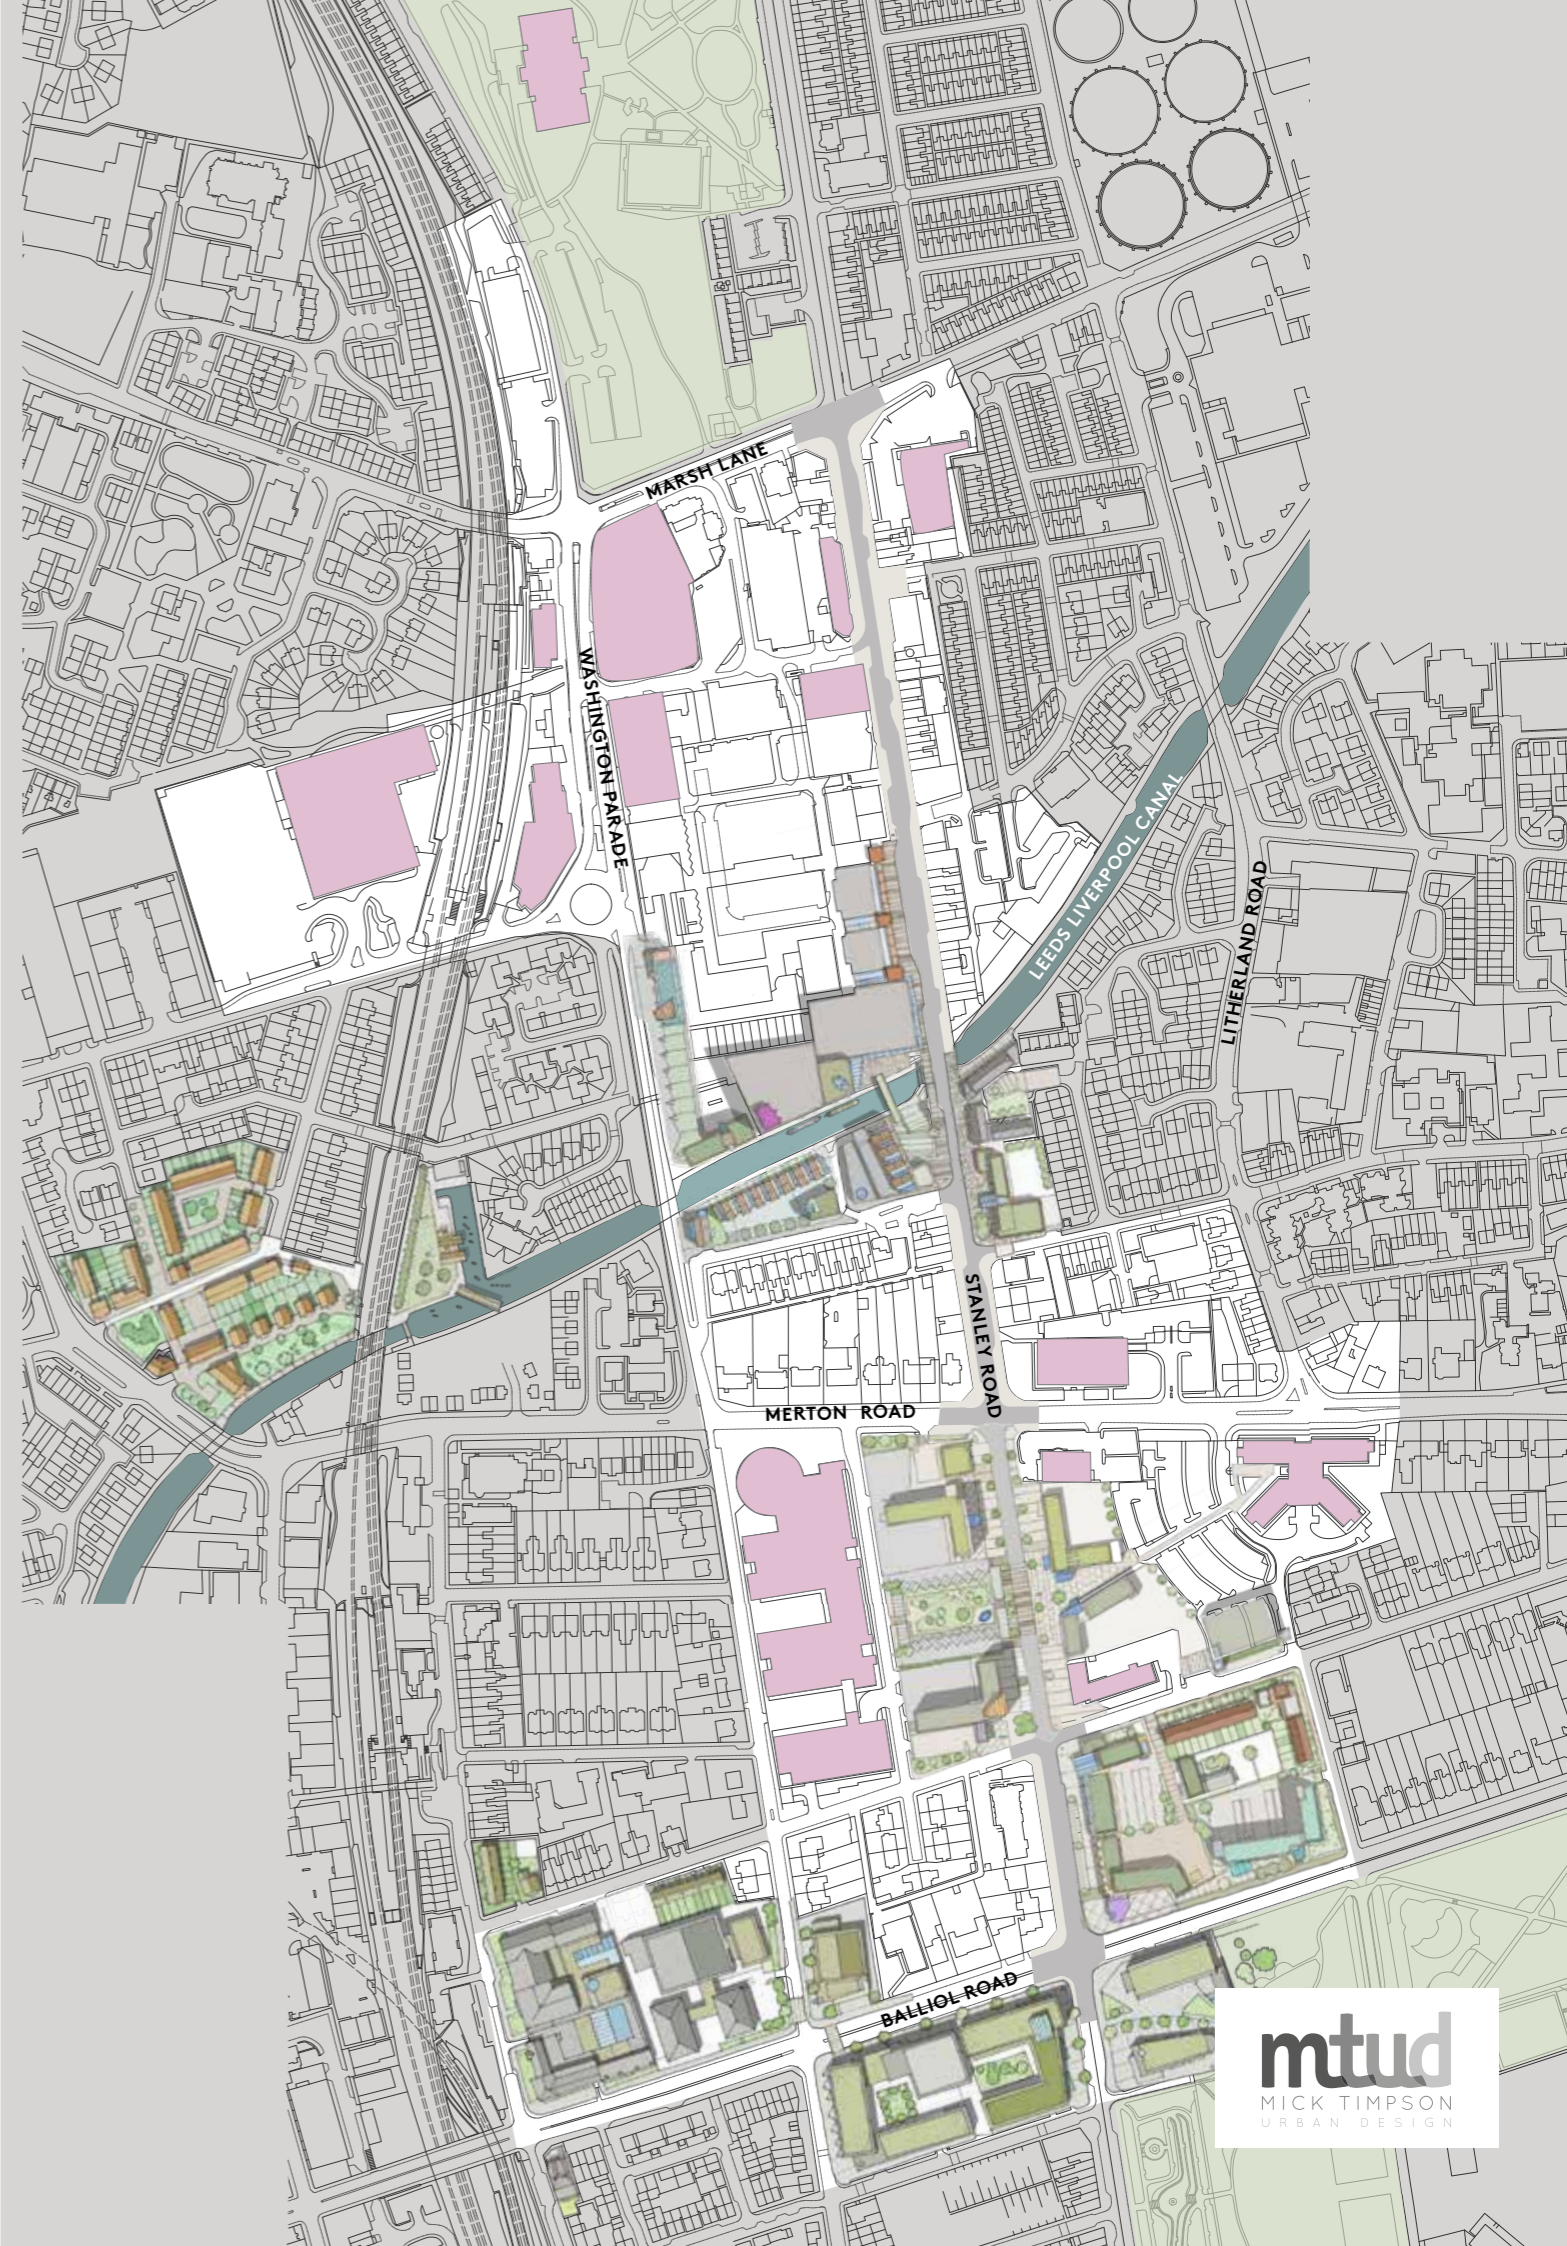 MARSH LANE
WASHINGTON PARADE
LEEDS LIVERPOOL CANAL
LITHERLAND ROAD
STANLEY ROAD
MERTON ROAD
BALLIOL ROAD
mtud
MICK TIMPSON
URBAN DESIGN